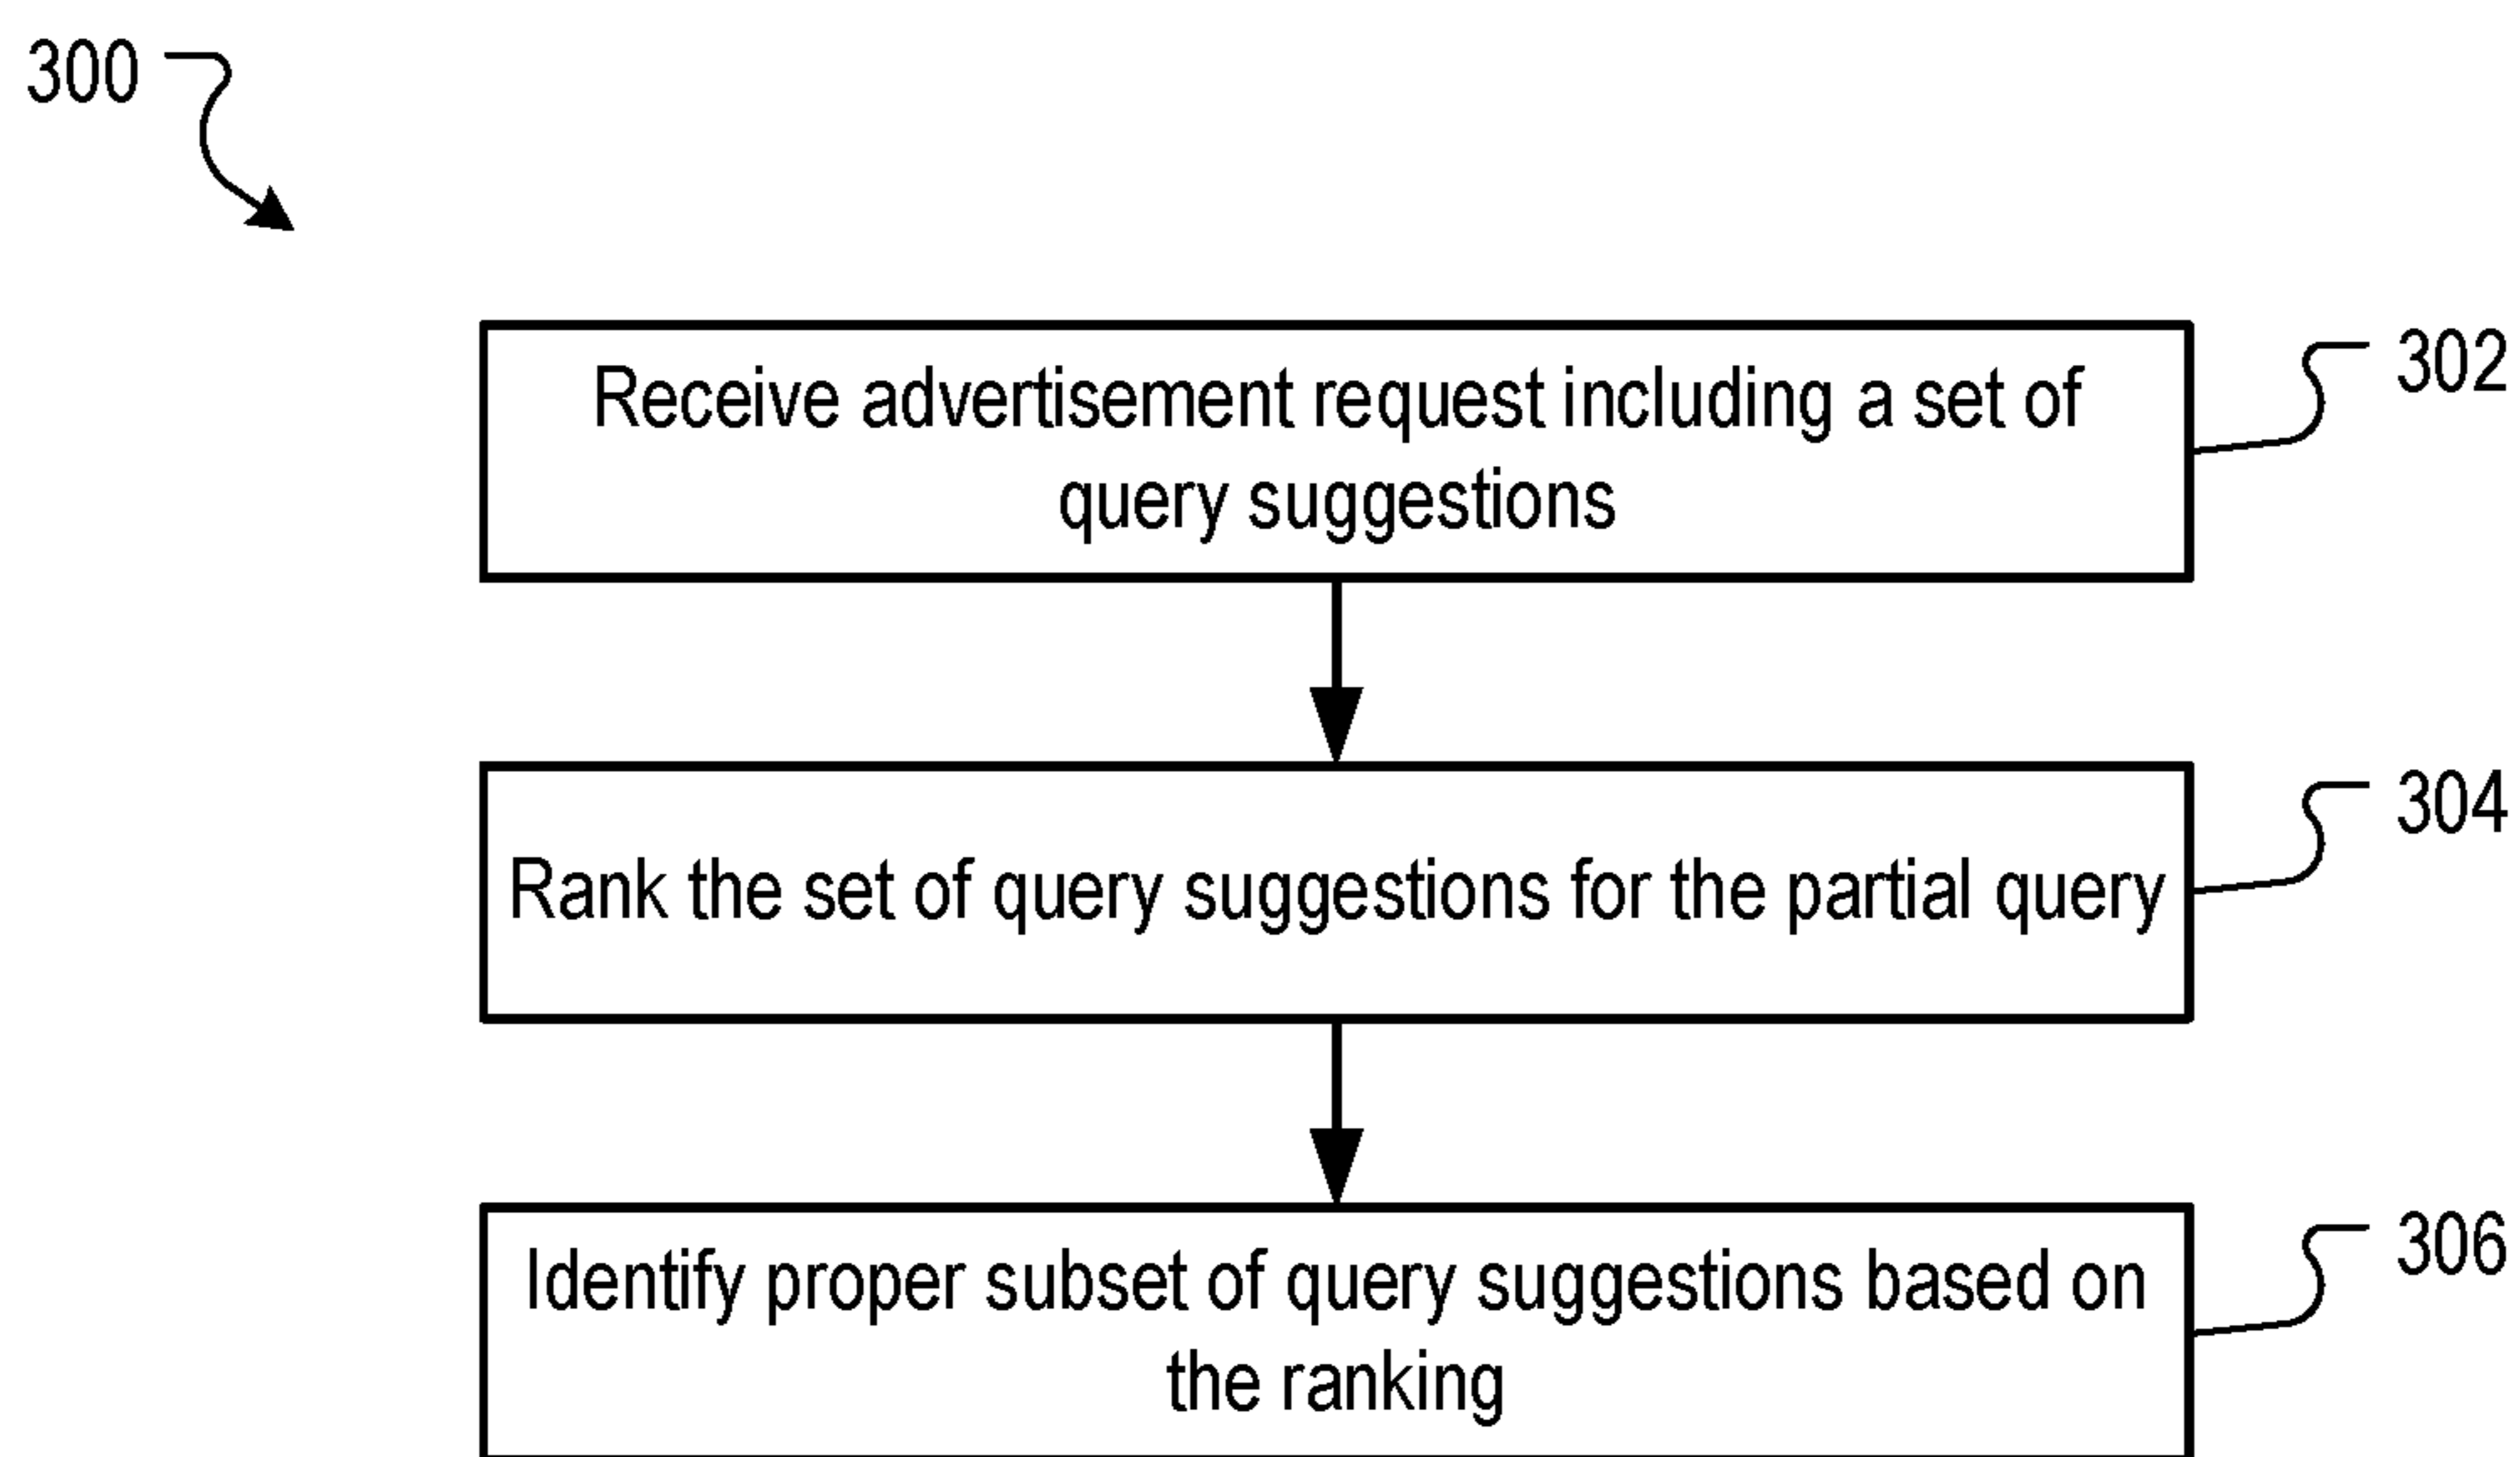 300
Receive advertisement request including a set of
query suggestions
302
Rank the set of query suggestions for the partial query
304
Identify proper subset of query suggestions based on
the ranking
306